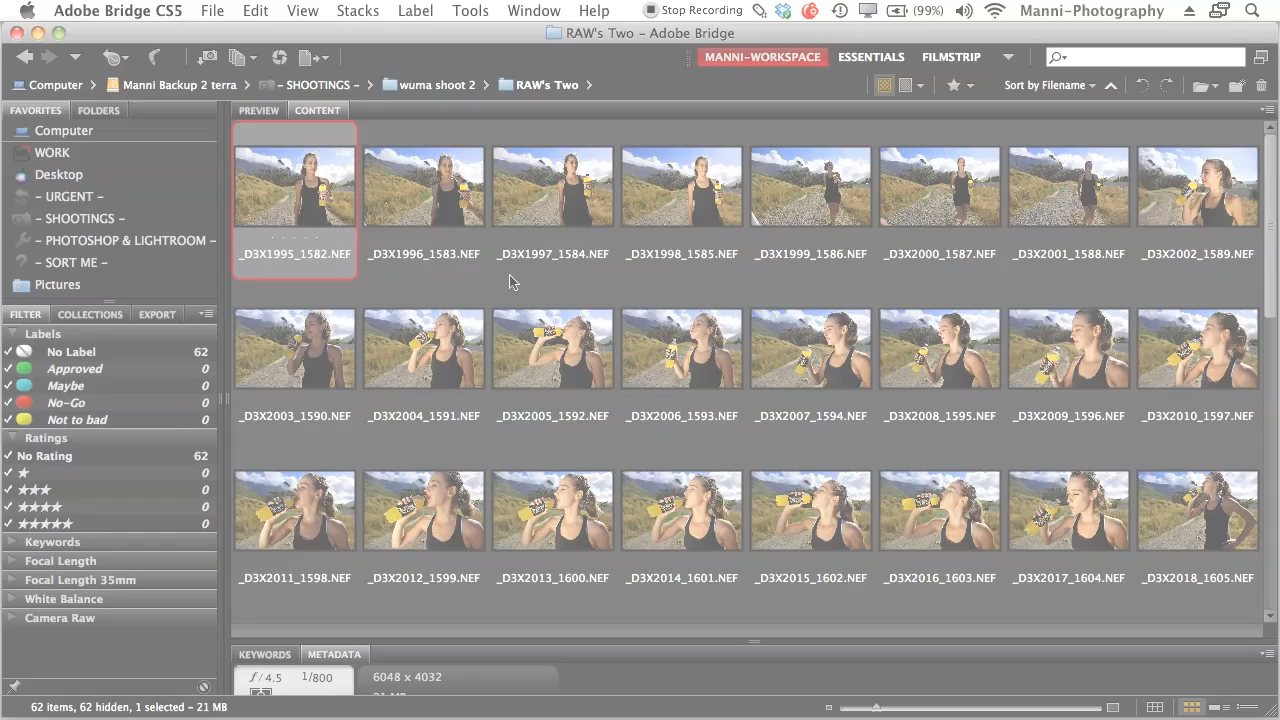 Adobe Bridge CS5 File Edit View Stacks Label Tools Window Help Stop Recording (99%) Manni-Photography
RAW's Two – Adobe Bridge
MANNI-WORKSPACE ESSENTIALS FILMSTRIP
Computer Manni Backup 2 terra - SHOOTINGS - wuma shoot 2 RAW's Two Sort by Filename
FAVORITES FOLDERS
Computer
WORK
Desktop
- URGENT -
- SHOOTINGS -
- PHOTOSHOP & LIGHTROOM -
- SORT ME -
Pictures
FILTER COLLECTIONS EXPORT
Labels
No Label 62
Approved 0
Maybe 0
No-Go 0
Not to bad 0
Ratings
No Rating 62
★ 0
★★★ 0
★★★★ 0
★★★★★ 0
Keywords
Focal Length
Focal Length 35mm
White Balance
Camera Raw
PREVIEW CONTENT
_D3X1995_1582.NEF _D3X1996_1583.NEF _D3X1997_1584.NEF _D3X1998_1585.NEF _D3X1999_1586.NEF _D3X2000_1587.NEF _D3X2001_1588.NEF _D3X2002_1589.NEF
_D3X2003_1590.NEF _D3X2004_1591.NEF _D3X2005_1592.NEF _D3X2006_1593.NEF _D3X2007_1594.NEF _D3X2008_1595.NEF _D3X2009_1596.NEF _D3X2010_1597.NEF
_D3X2011_1598.NEF _D3X2012_1599.NEF _D3X2013_1600.NEF _D3X2014_1601.NEF _D3X2015_1602.NEF _D3X2016_1603.NEF _D3X2017_1604.NEF _D3X2018_1605.NEF
KEYWORDS METADATA
f/4.5 1/800 6048 x 4032
62 items, 62 hidden, 1 selected - 21 MB